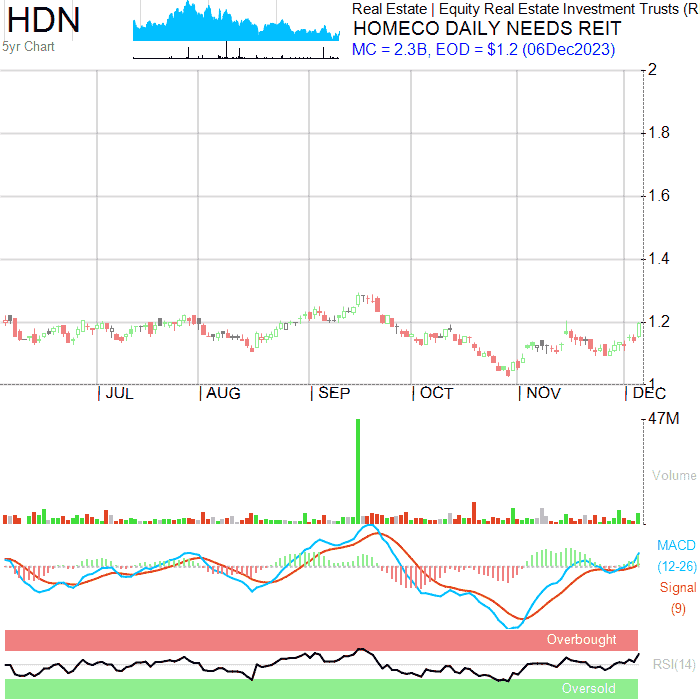 HDN
5yr Chart
Real Estate | Equity Real Estate Investment Trusts (R
HOMECO DAILY NEEDS REIT
MC = 2.3B, EOD = $1.2 (06Dec2023)
2
1.8
1.6
1.4
1.2
1
| JUL | AUG | SEP | OCT | NOV | DEC
47M
Volume
MACD
(12-26)
Signal
(9)
Overbought
RSI(14)
Oversold